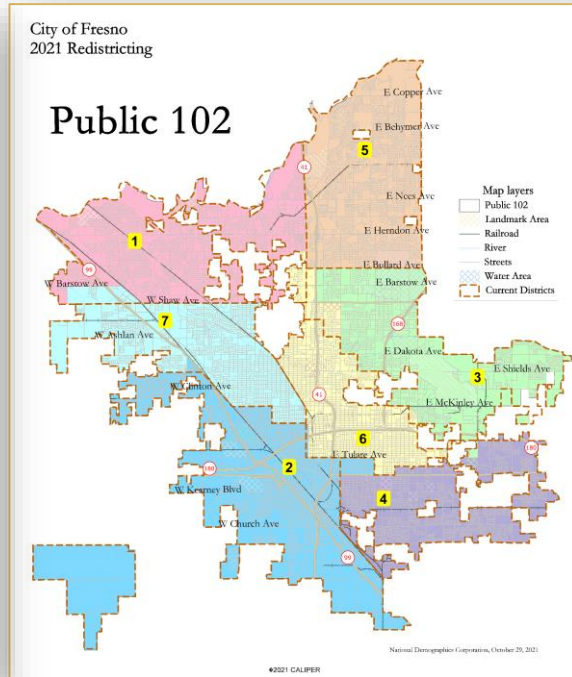 City of Fresno
2021 Redistricting
Public 102
E Copper Ave
E Behymer Ave
5
41
E Nees Ave
Map layers
Public 102
Landmark Area
Railroad
River
Streets
Water Area
Current Districts
1
E Herndon Ave
E Bullard Ave
99
W Barstow Ave
E Barstow Ave
W Shaw Ave
7
168
W Ashlan Ave
E Dakota Ave
E Shields Ave
3
W Clinton Ave
41
E McKinley Ave
6
180
E Tulare Ave
2
180
W Kearney Blvd
4
W Church Ave
99
National Demographics Corporation, October 29, 2021
©2021 CALIPER